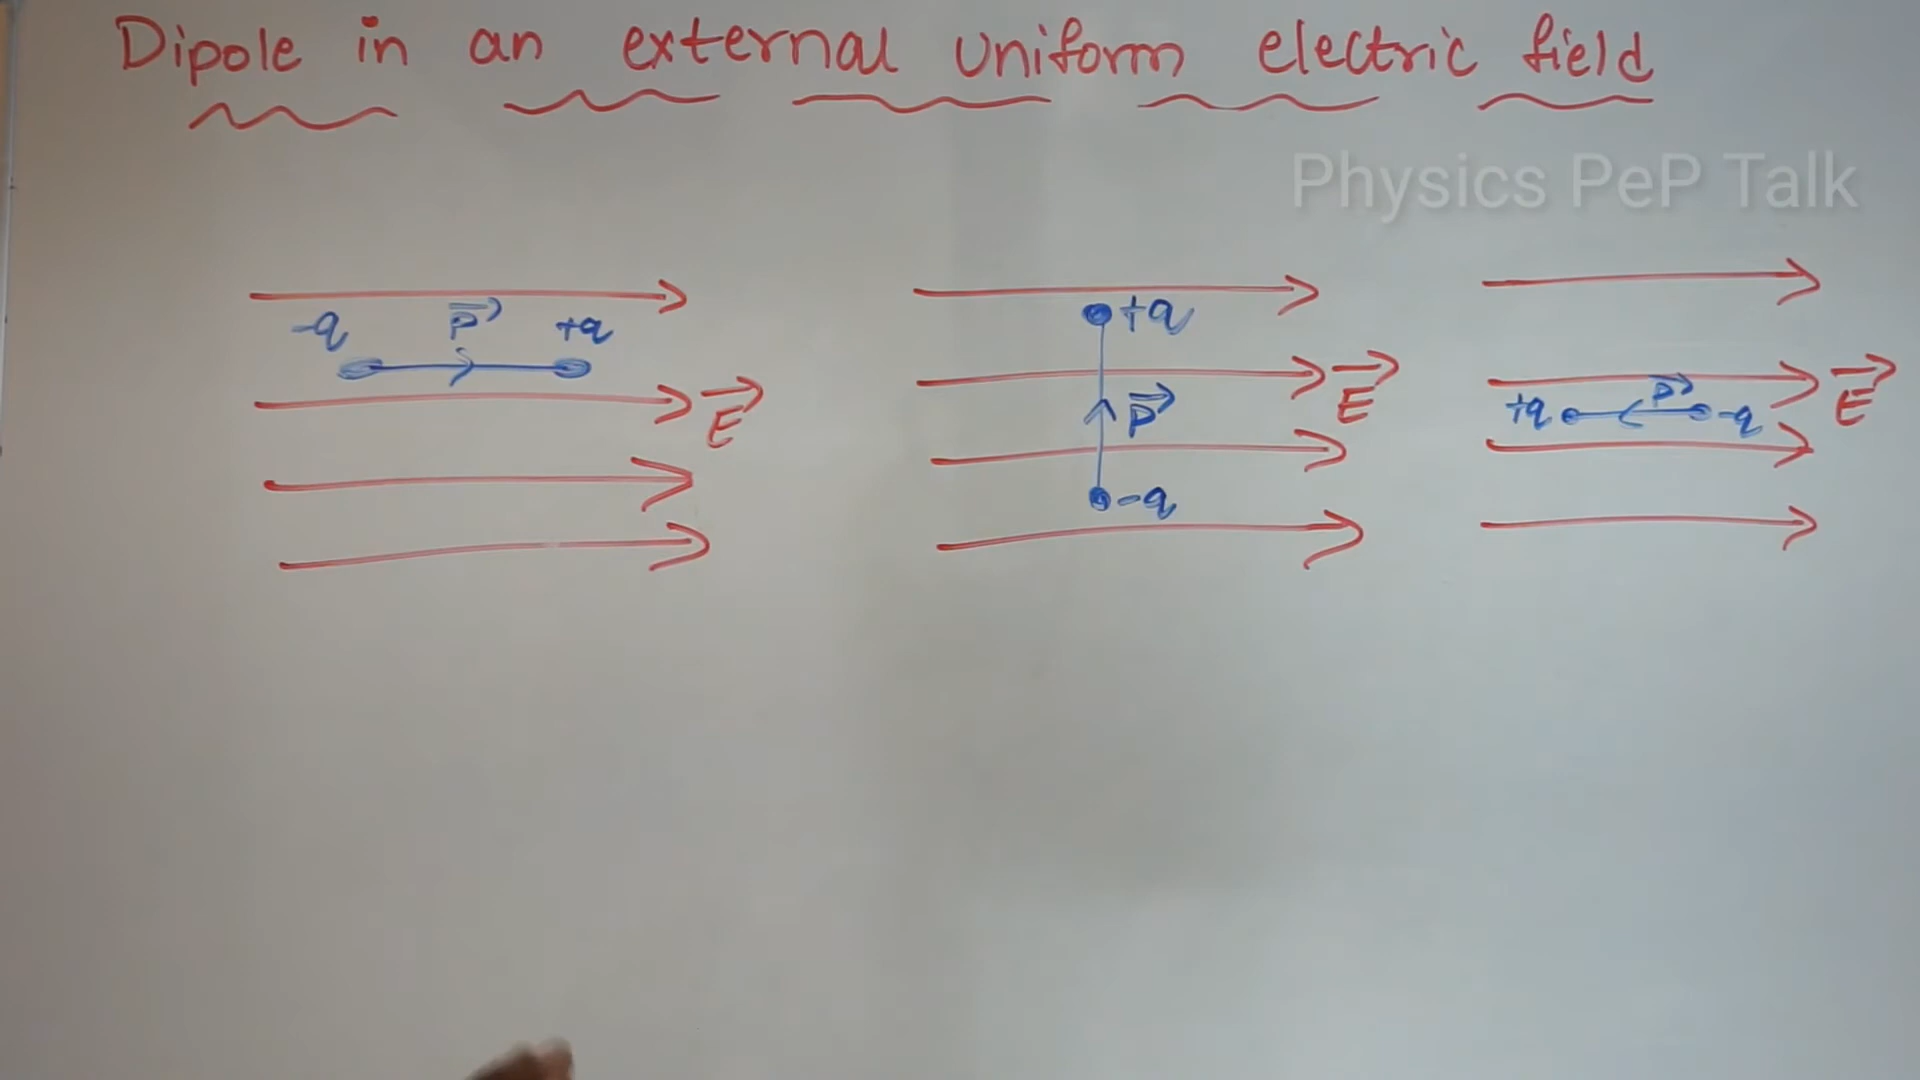 Dipole in an external uniform electric field
Physics PeP Talk
-q P +q
E
+q
P
-q
E
+q P -q
E